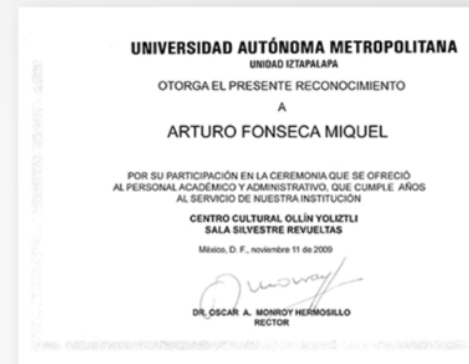 UNIVERSIDAD AUTÓNOMA METROPOLITANA
UNIDAD IZTAPALAPA
OTORGA EL PRESENTE RECONOCIMIENTO
A
ARTURO FONSECA MIQUEL
POR SU PARTICIPACIÓN EN LA CEREMONIA QUE SE OFRECIÓ
AL PERSONAL ACADÉMICO Y ADMINISTRATIVO, QUE CUMPLE AÑOS
AL SERVICIO DE NUESTRA INSTITUCIÓN
CENTRO CULTURAL OLLÍN YOLIZTLI
SALA SILVESTRE REVUELTAS
México, D. F., noviembre 11 de 2009
DR. OSCAR A. MONROY HERMOSILLO
RECTOR